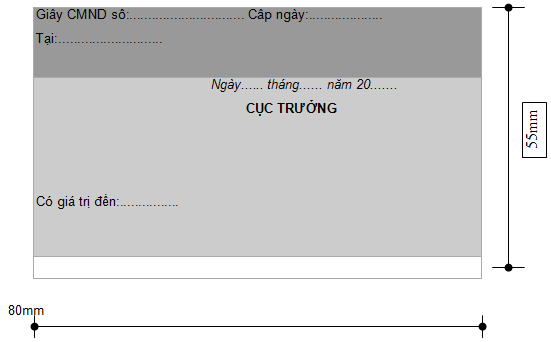 Giấy CMND số:............................. Cấp ngày:...................
Tại:...........................
Ngày...... tháng...... năm 20.......
CỤC TRƯỞNG
Có giá trị đến:...............
55mm
80mm